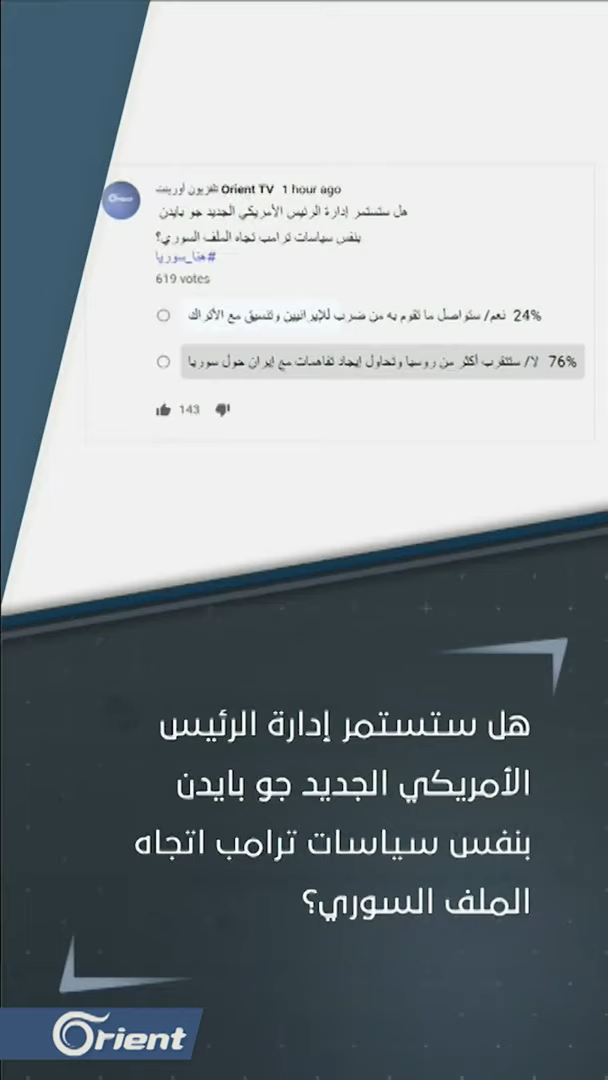 تلفزيون أورينت Orient TV 1 hour ago
هل ستستمر إدارة الرئيس الأمريكي الجديد جو بايدن
بنفس سياسات ترامب تجاه الملف السوري؟
#هنا_سوريا
619 votes
24% نعم/ ستواصل ما تقوم به من ضرب للإيرانيين وتنسيق مع الأتراك
76% لا/ ستتقرب أكثر من روسيا وتحاول إيجاد تفاهمات مع إيران حول سوريا
143
هل ستستمر إدارة الرئيس
الأمريكي الجديد جو بايدن
بنفس سياسات ترامب اتجاه
الملف السوري؟
Orient